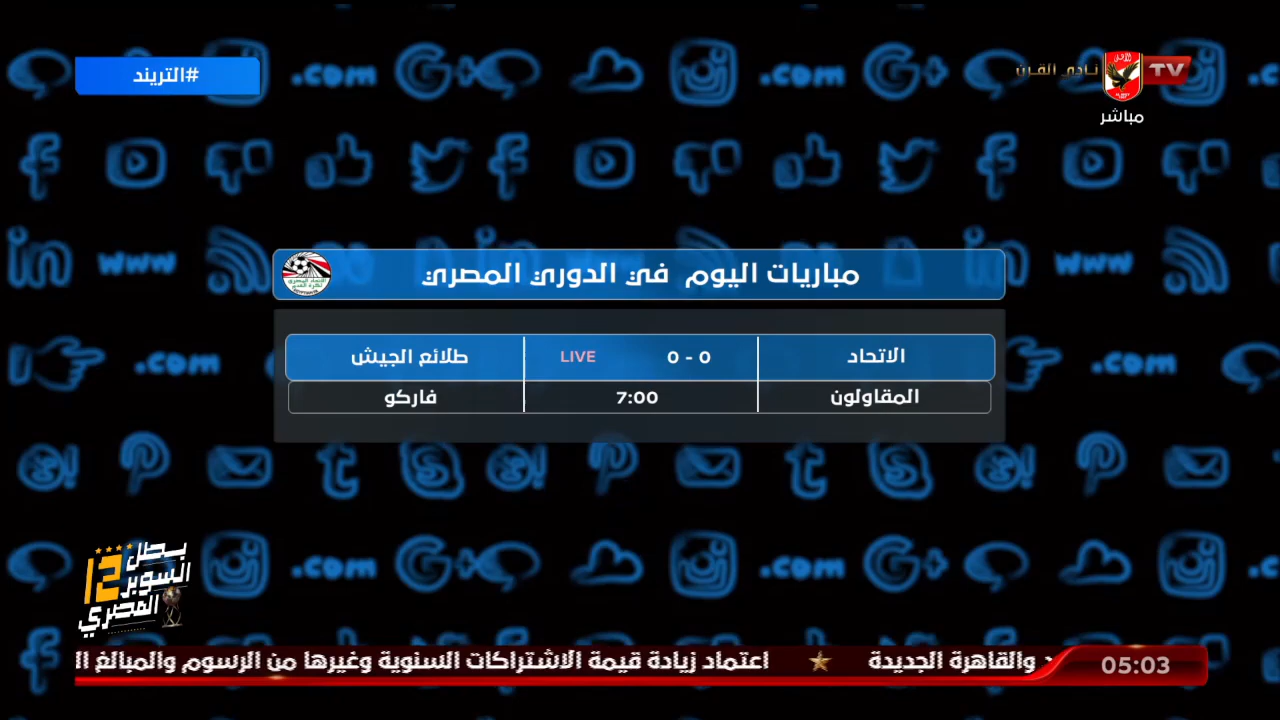 #التريند
نادي القرن
TV
مباشر
مباريات اليوم في الدوري المصري
الاتحاد 0 - 0 LIVE طلائع الجيش
المقاولون 7:00 فاركو
بطل
السوبر 12
المصري
والقاهرة الجديدة ★ اعتماد زيادة قيمة الاشتراكات السنوية وغيرها من الرسوم والمبالغ
05:03